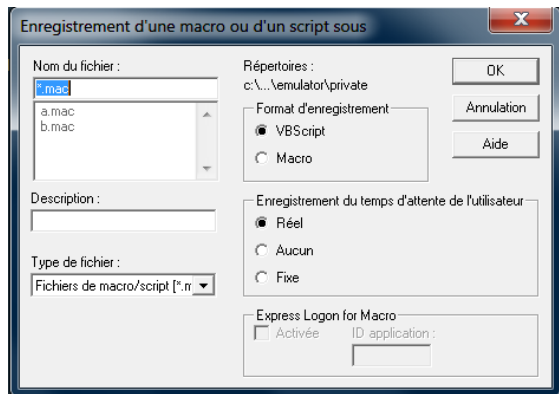 Enregistrement d'une macro ou d'un script sous
Nom du fichier :
*.mac
a.mac
b.mac
Description :
Type de fichier :
Fichiers de macro/script [*.m
Répertoires :
c:\...\emulator\private
Format d'enregistrement
VBScript
Macro
OK
Annulation
Aide
Enregistrement du temps d'attente de l'utilisateur
Réel
Aucun
Fixe
Express Logon for Macro
Activée ID application :